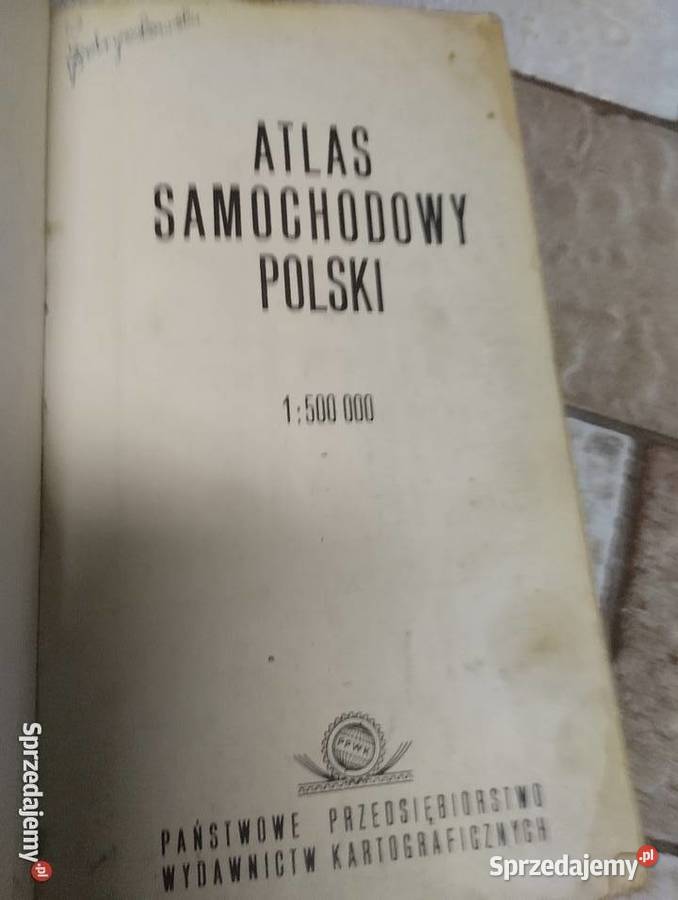 ATLAS
SAMOCHODOWY
POLSKI
1:500 000
PPWK
PAŃSTWOWE PRZEDSIĘBIORSTWO
WYDAWNICTW KARTOGRAFICZNYCH
Sprzedajemy.pl
Sprzedajemy.pl